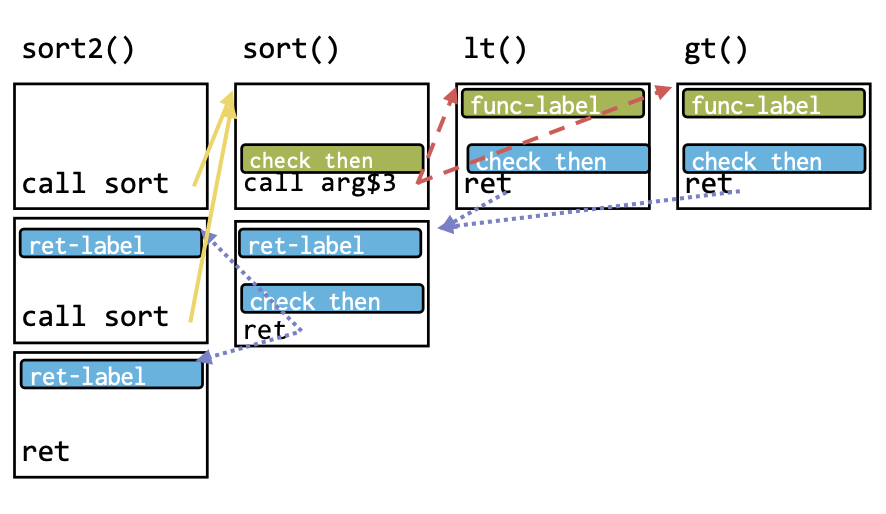 sort2()
sort()
lt()
gt()
call sort
check then
call arg$3
func-label
check then
ret
func-label
check then
ret
ret-label
call sort
ret-label
check then
ret
ret-label
ret